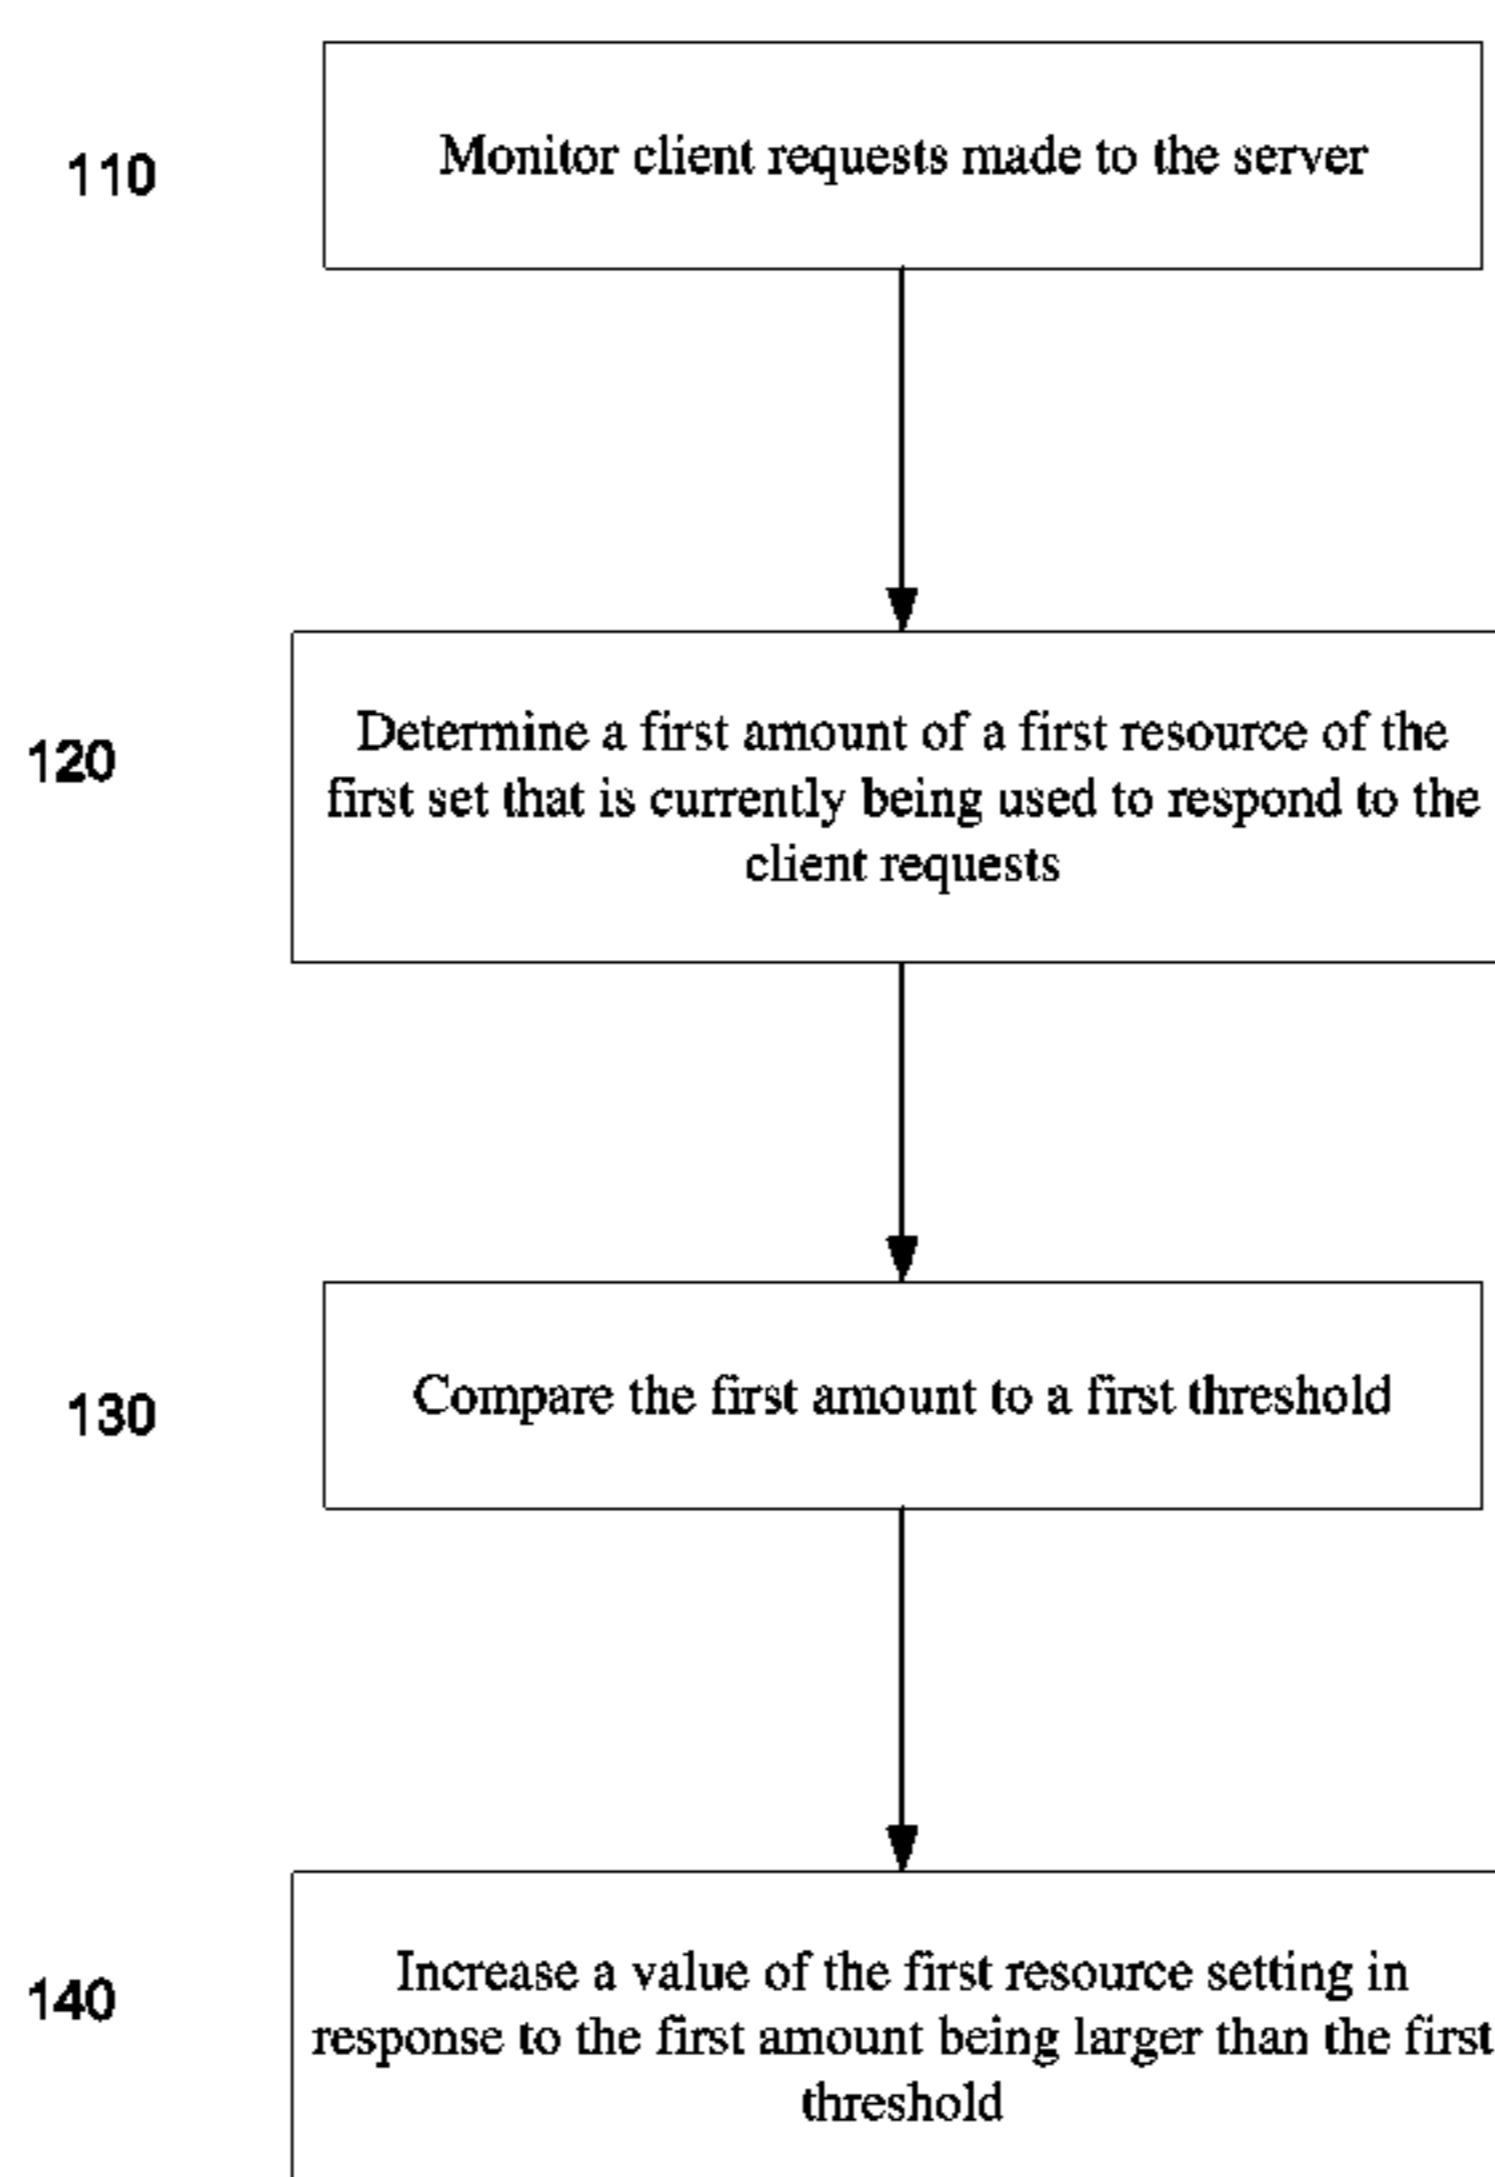 110
Monitor client requests made to the server
120
Determine a first amount of a first resource of the
first set that is currently being used to respond to the
client requests
130
Compare the first amount to a first threshold
140
Increase a value of the first resource setting in
response to the first amount being larger than the first
threshold